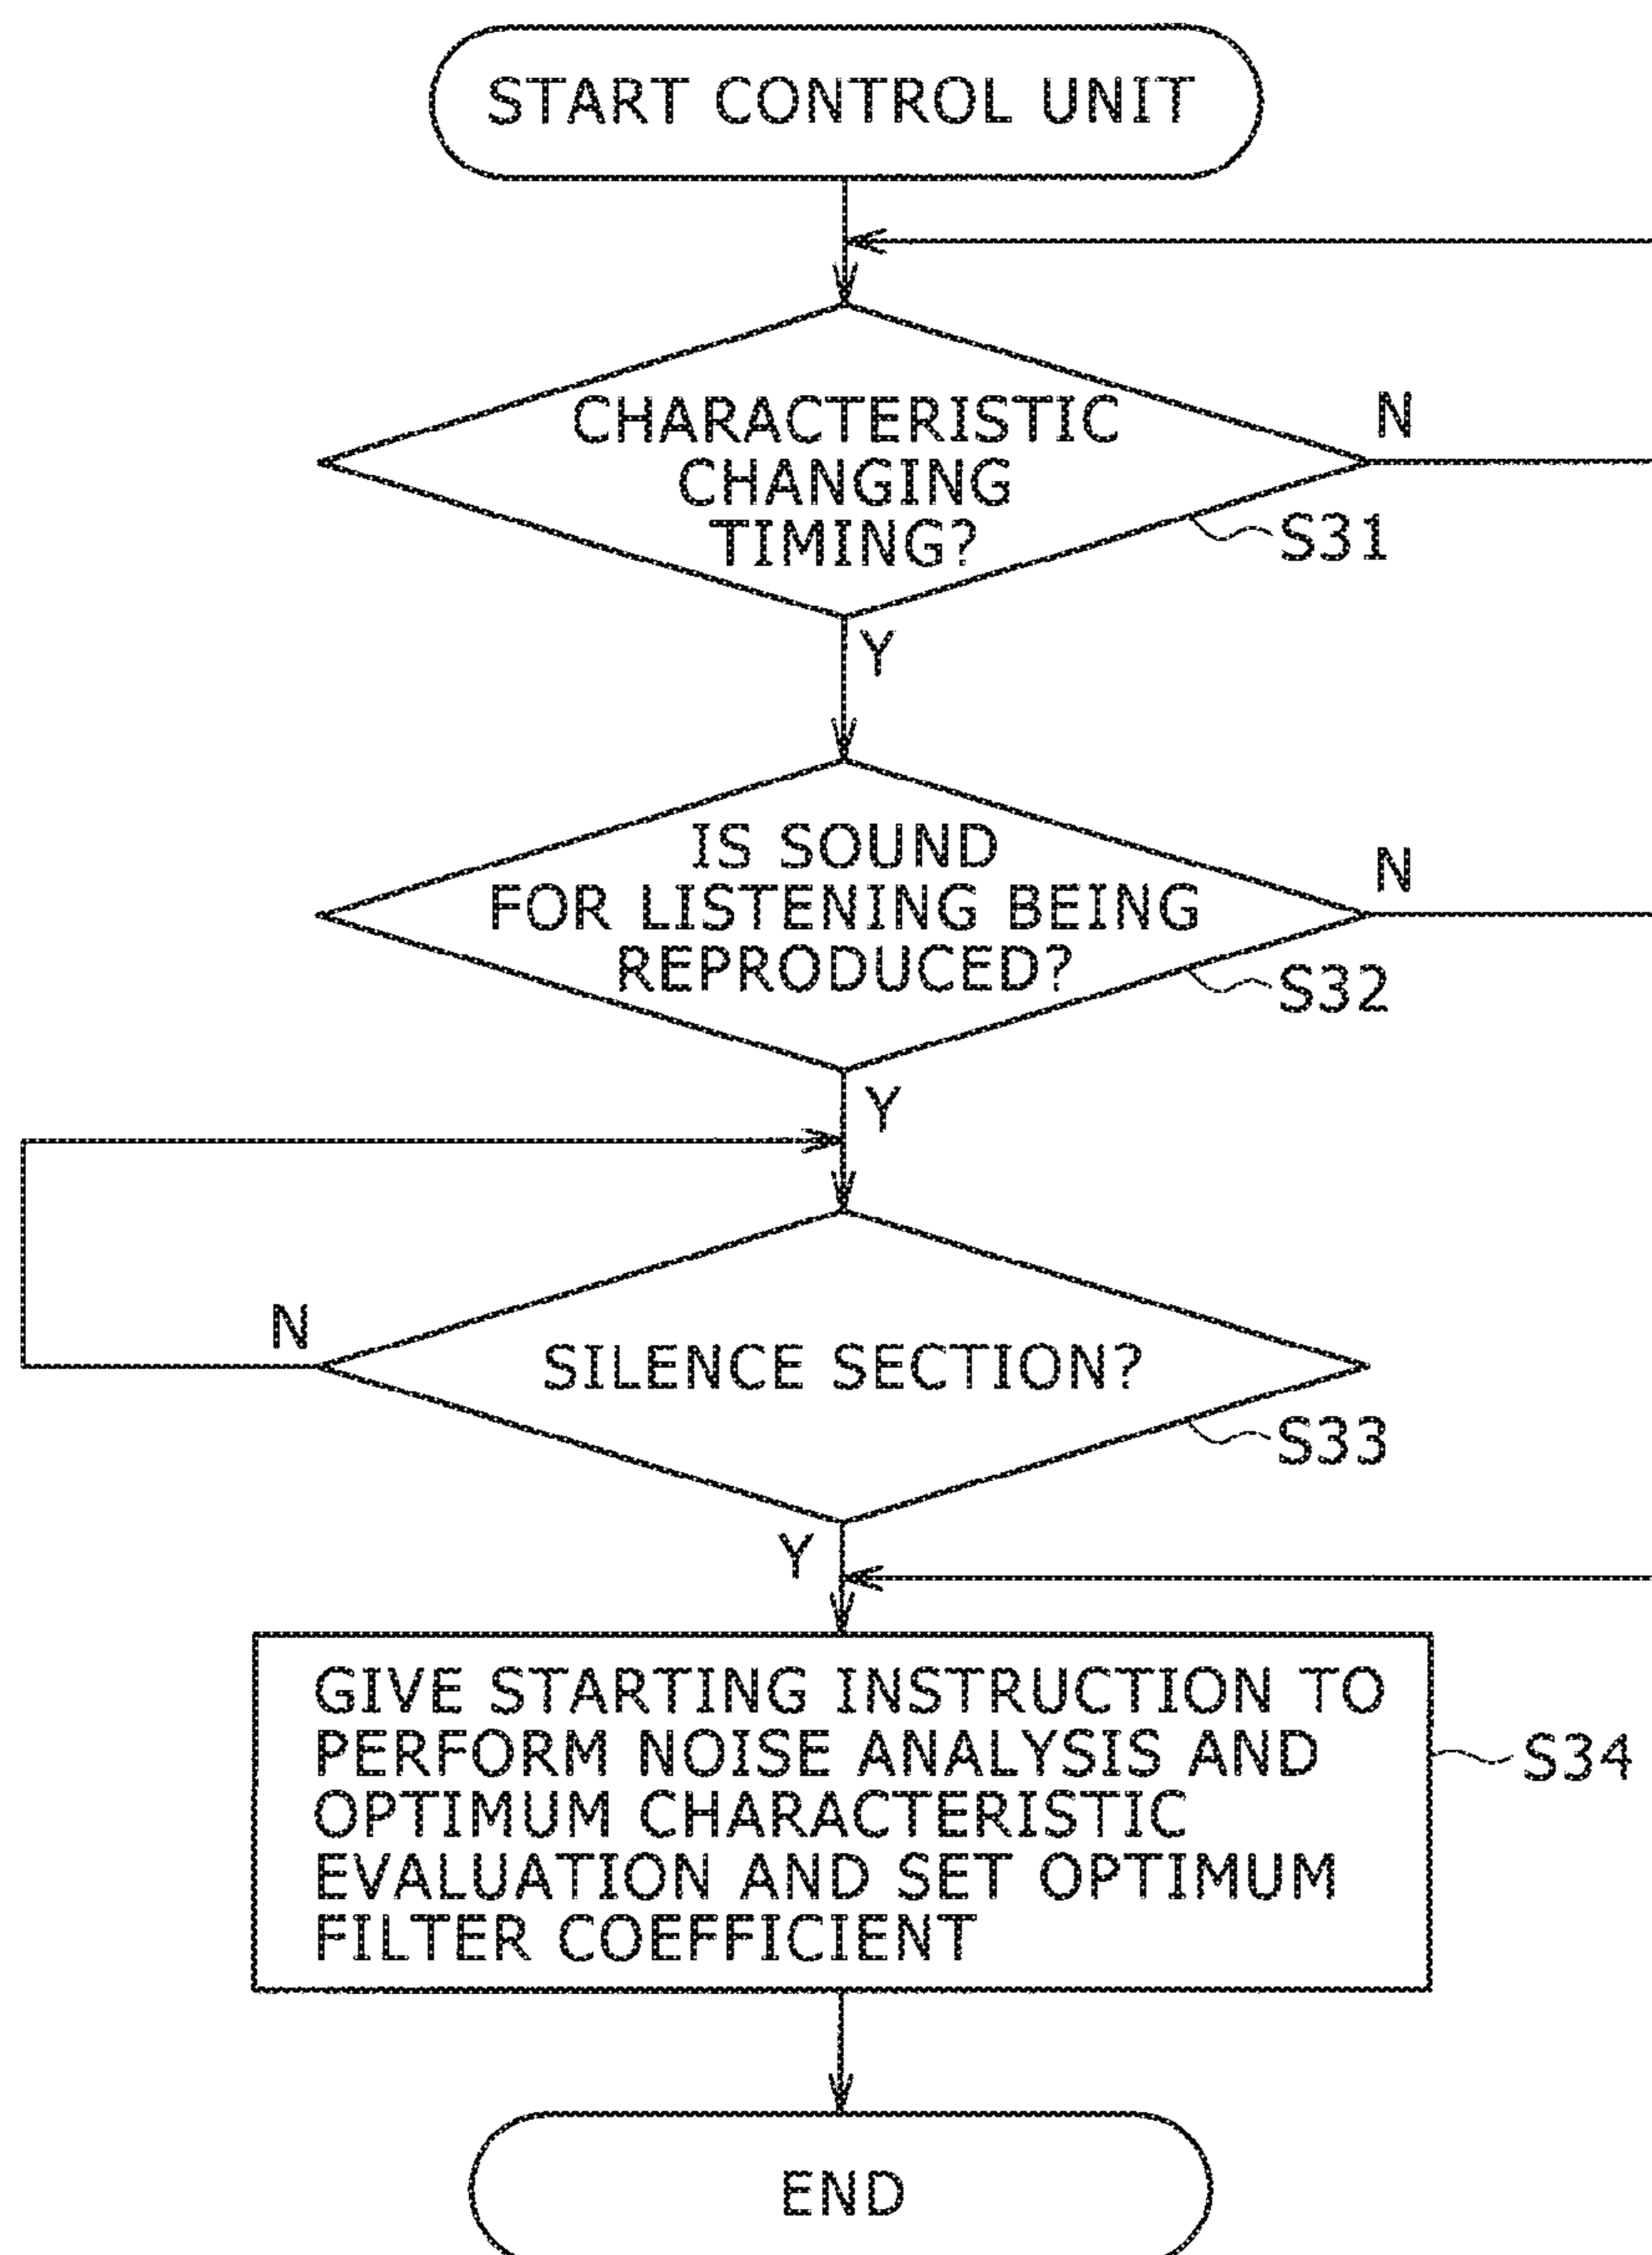 START CONTROL UNIT
CHARACTERISTIC
CHANGING
TIMING?
N
S31
Y
IS SOUND
FOR LISTENING BEING
REPRODUCED?
N
S32
Y
N
SILENCE SECTION?
S33
Y
GIVE STARTING INSTRUCTION TO
PERFORM NOISE ANALYSIS AND
OPTIMUM CHARACTERISTIC
EVALUATION AND SET OPTIMUM
FILTER COEFFICIENT
S34
END